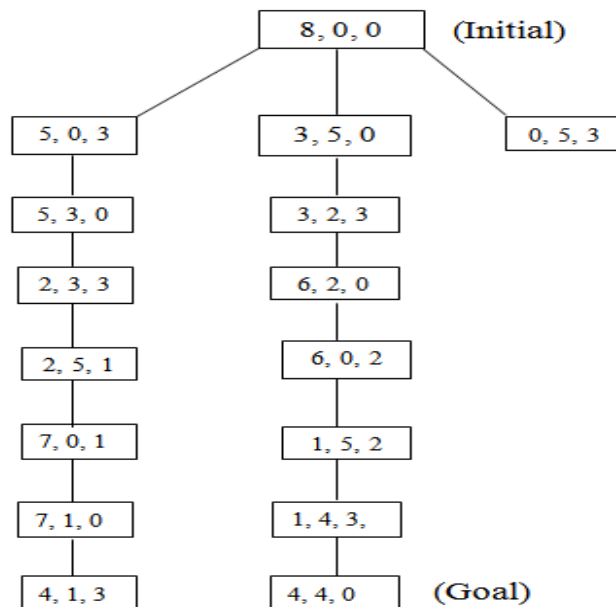 8, 0, 0 (Initial)
5, 0, 3 3, 5, 0 0, 5, 3
5, 3, 0 3, 2, 3
2, 3, 3 6, 2, 0
2, 5, 1 6, 0, 2
7, 0, 1 1, 5, 2
7, 1, 0 1, 4, 3,
4, 1, 3 4, 4, 0 (Goal)